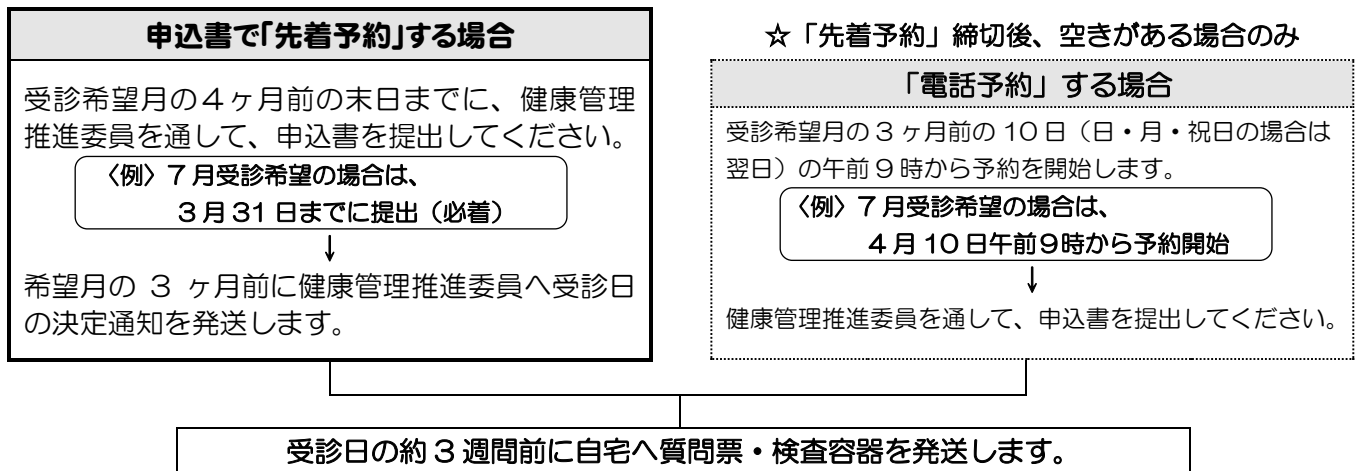 申込書で「先着予約」する場合
受診希望月の4ヶ月前の末日までに、健康管理
推進委員を通して、申込書を提出してください。
〈例〉7月受診希望の場合は、
3月31日までに提出（必着）
↓
希望月の 3 ヶ月前に健康管理推進委員へ受診日
の決定通知を発送します。
☆「先着予約」締切後、空きがある場合のみ
「電話予約」する場合
受診希望月の3ヶ月前の10日（日・月・祝日の場合は
翌日）の午前9時から予約を開始します。
〈例〉7月受診希望の場合は、
4月10日午前9時から予約開始
↓
健康管理推進委員を通して、申込書を提出してください。
受診日の約3週間前に自宅へ質問票・検査容器を発送します。